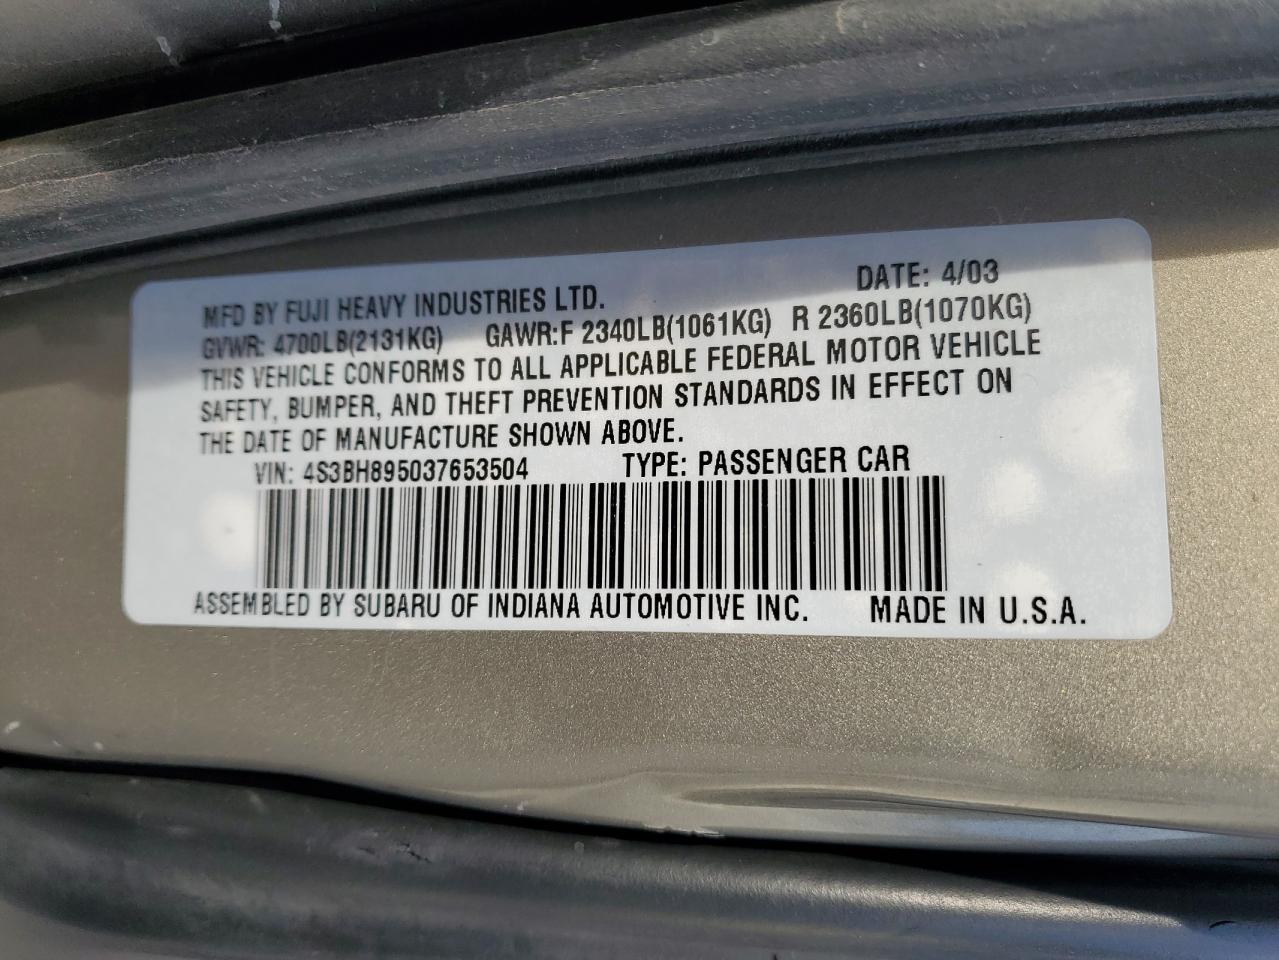 MFD BY FUJI HEAVY INDUSTRIES LTD. DATE: 4/03
GVWR: 4700LB(2131KG) GAWR:F 2340LB(1061KG) R 2360LB(1070KG)
THIS VEHICLE CONFORMS TO ALL APPLICABLE FEDERAL MOTOR VEHICLE
SAFETY, BUMPER, AND THEFT PREVENTION STANDARDS IN EFFECT ON
THE DATE OF MANUFACTURE SHOWN ABOVE.
VIN: 4S3BH895037653504 TYPE: PASSENGER CAR
ASSEMBLED BY SUBARU OF INDIANA AUTOMOTIVE INC. MADE IN U.S.A.